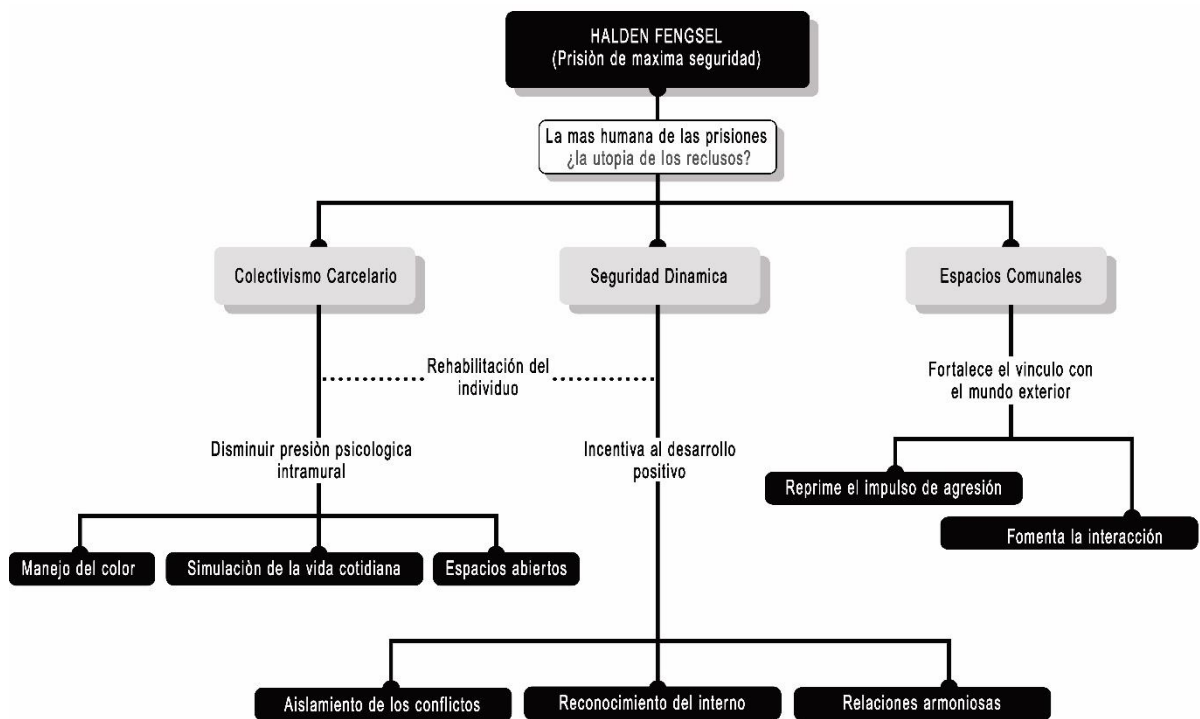 HALDEN FENGSEL
(Prisiòn de maxima seguridad)
La mas humana de las prisiones
¿la utopia de los reclusos?
Colectivismo Carcelario
Seguridad Dinamica
Espacios Comunales
Rehabilitación del
individuo
Fortalece el vinculo con
el mundo exterior
Disminuir presiòn psicologica
intramural
Incentiva al desarrollo
positivo
Reprime el impulso de agresión
Fomenta la interacción
Manejo del color
Simulaciòn de la vida cotidiana
Espacios abiertos
Aislamiento de los conflictos
Reconocimiento del interno
Relaciones armoniosas